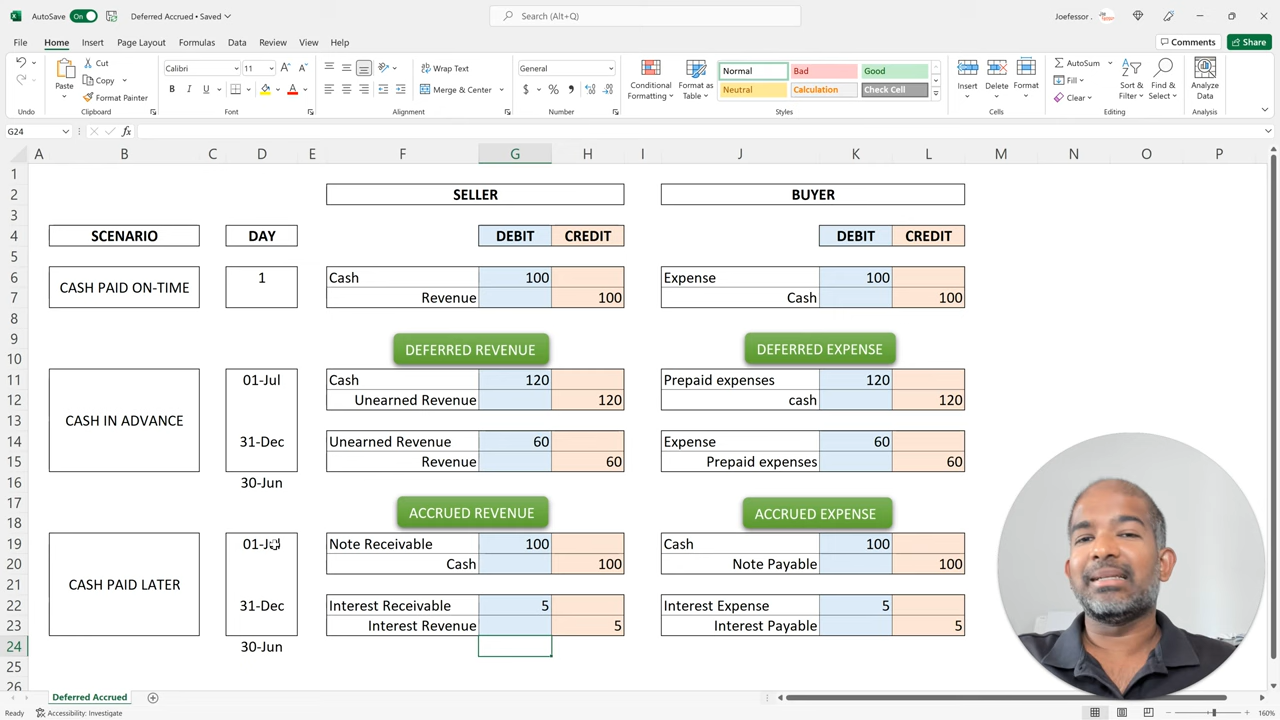 AutoSave On Deferred Accrued • Saved Search (Alt+Q) Joefessor .
File Home Insert Page Layout Formulas Data Review View Help Comments Share
Cut Calibri 11 Wrap Text General Normal Bad Good AutoSum
Copy Fill
Paste Conditional Formatting Format as Table Insert Delete Format Sort & Filter Find & Select Analyze Data
Format Painter B I U A Merge & Center $ % Neutral Calculation Check Cell Clear
Undo Clipboard Font Alignment Number Styles Cells Editing Analysis
G24 fx
A B C D E F G H I J K L M N O P
1
2 SELLER BUYER
3
4 SCENARIO DAY DEBIT CREDIT DEBIT CREDIT
5
6 1 Cash 100 Expense 100
CASH PAID ON-TIME
7 Revenue 100 Cash 100
8
9 DEFERRED REVENUE DEFERRED EXPENSE
10
11 01-Jul Cash 120 Prepaid expenses 120
12 Unearned Revenue 120 cash 120
13 CASH IN ADVANCE
14 31-Dec Unearned Revenue 60 Expense 60
15 Revenue 60 Prepaid expenses 60
16 30-Jun
17 ACCRUED REVENUE ACCRUED EXPENSE
18
19 01-Jul Note Receivable 100 Cash 100
20 Cash 100 Note Payable 100
21 CASH PAID LATER
22 31-Dec Interest Receivable 5 Interest Expense 5
23 Interest Revenue 5 Interest Payable 5
24 30-Jun
25
26
Deferred Accrued
Ready Accessibility: Investigate 160%